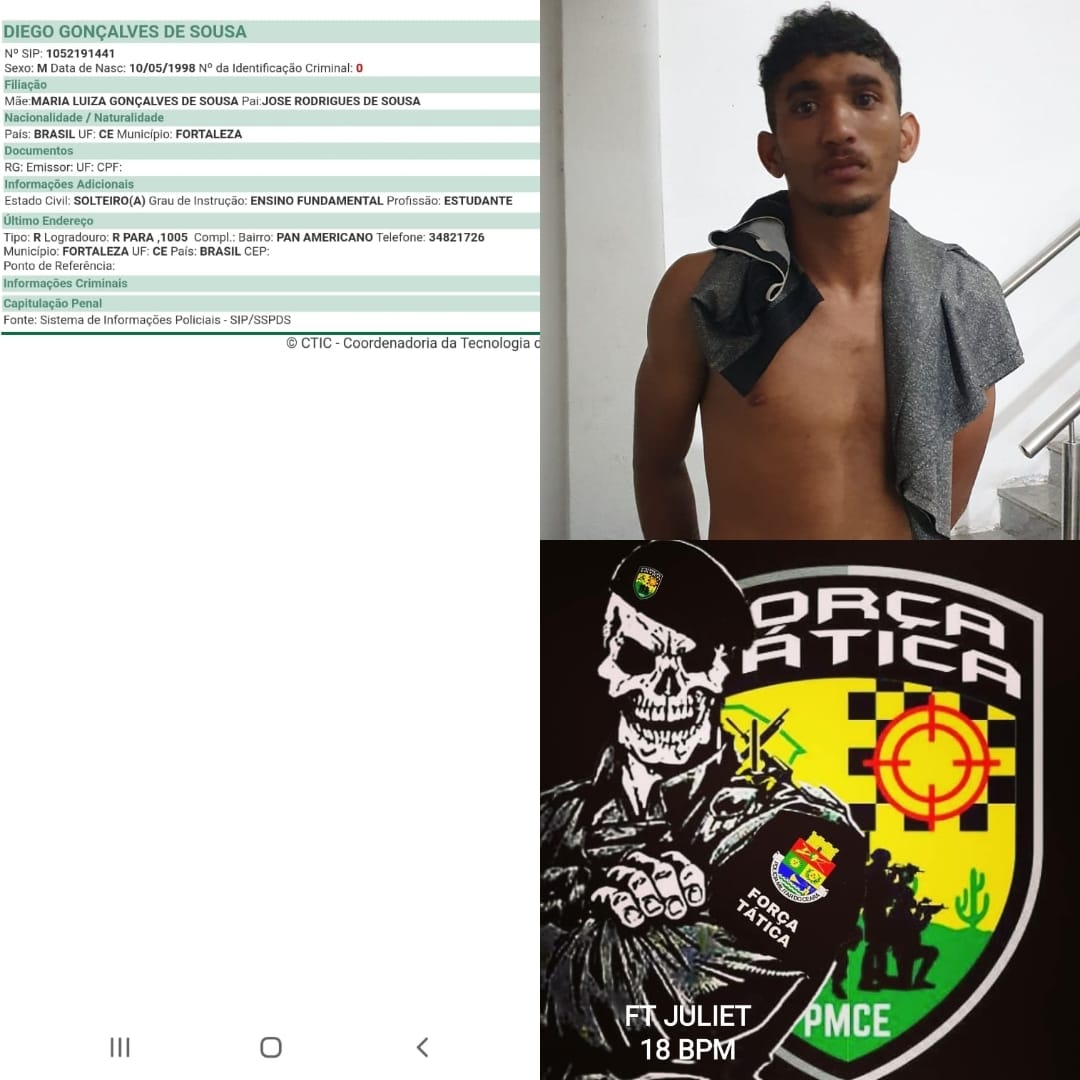 DIEGO GONÇALVES DE SOUSA
Nº SIP: 1052191441
Sexo: M Data de Nasc: 10/05/1998 Nº da Identificação Criminal: 0
Filiação
Mãe:MARIA LUIZA GONÇALVES DE SOUSA Pai:JOSE RODRIGUES DE SOUSA
Nacionalidade / Naturalidade
País: BRASIL UF: CE Município: FORTALEZA
Documentos
RG: Emissor: UF: CPF:
Informações Adicionais
Estado Civil: SOLTEIRO(A) Grau de Instrução: ENSINO FUNDAMENTAL Profissão: ESTUDANTE
Último Endereço
Tipo: R Logradouro: R PARA ,1005 Compl.: Bairro: PAN AMERICANO Telefone: 34821726
Município: FORTALEZA UF: CE País: BRASIL CEP:
Ponto de Referência:
Informações Criminais
Capitulação Penal
Fonte: Sistema de Informações Policiais - SIP/SSPDS
© CTIC - Coordenadoria da Tecnologia
ORÇA
ÁTICA
FORÇA
TÁTICA
PMCE
FT JULIET
18 BPM